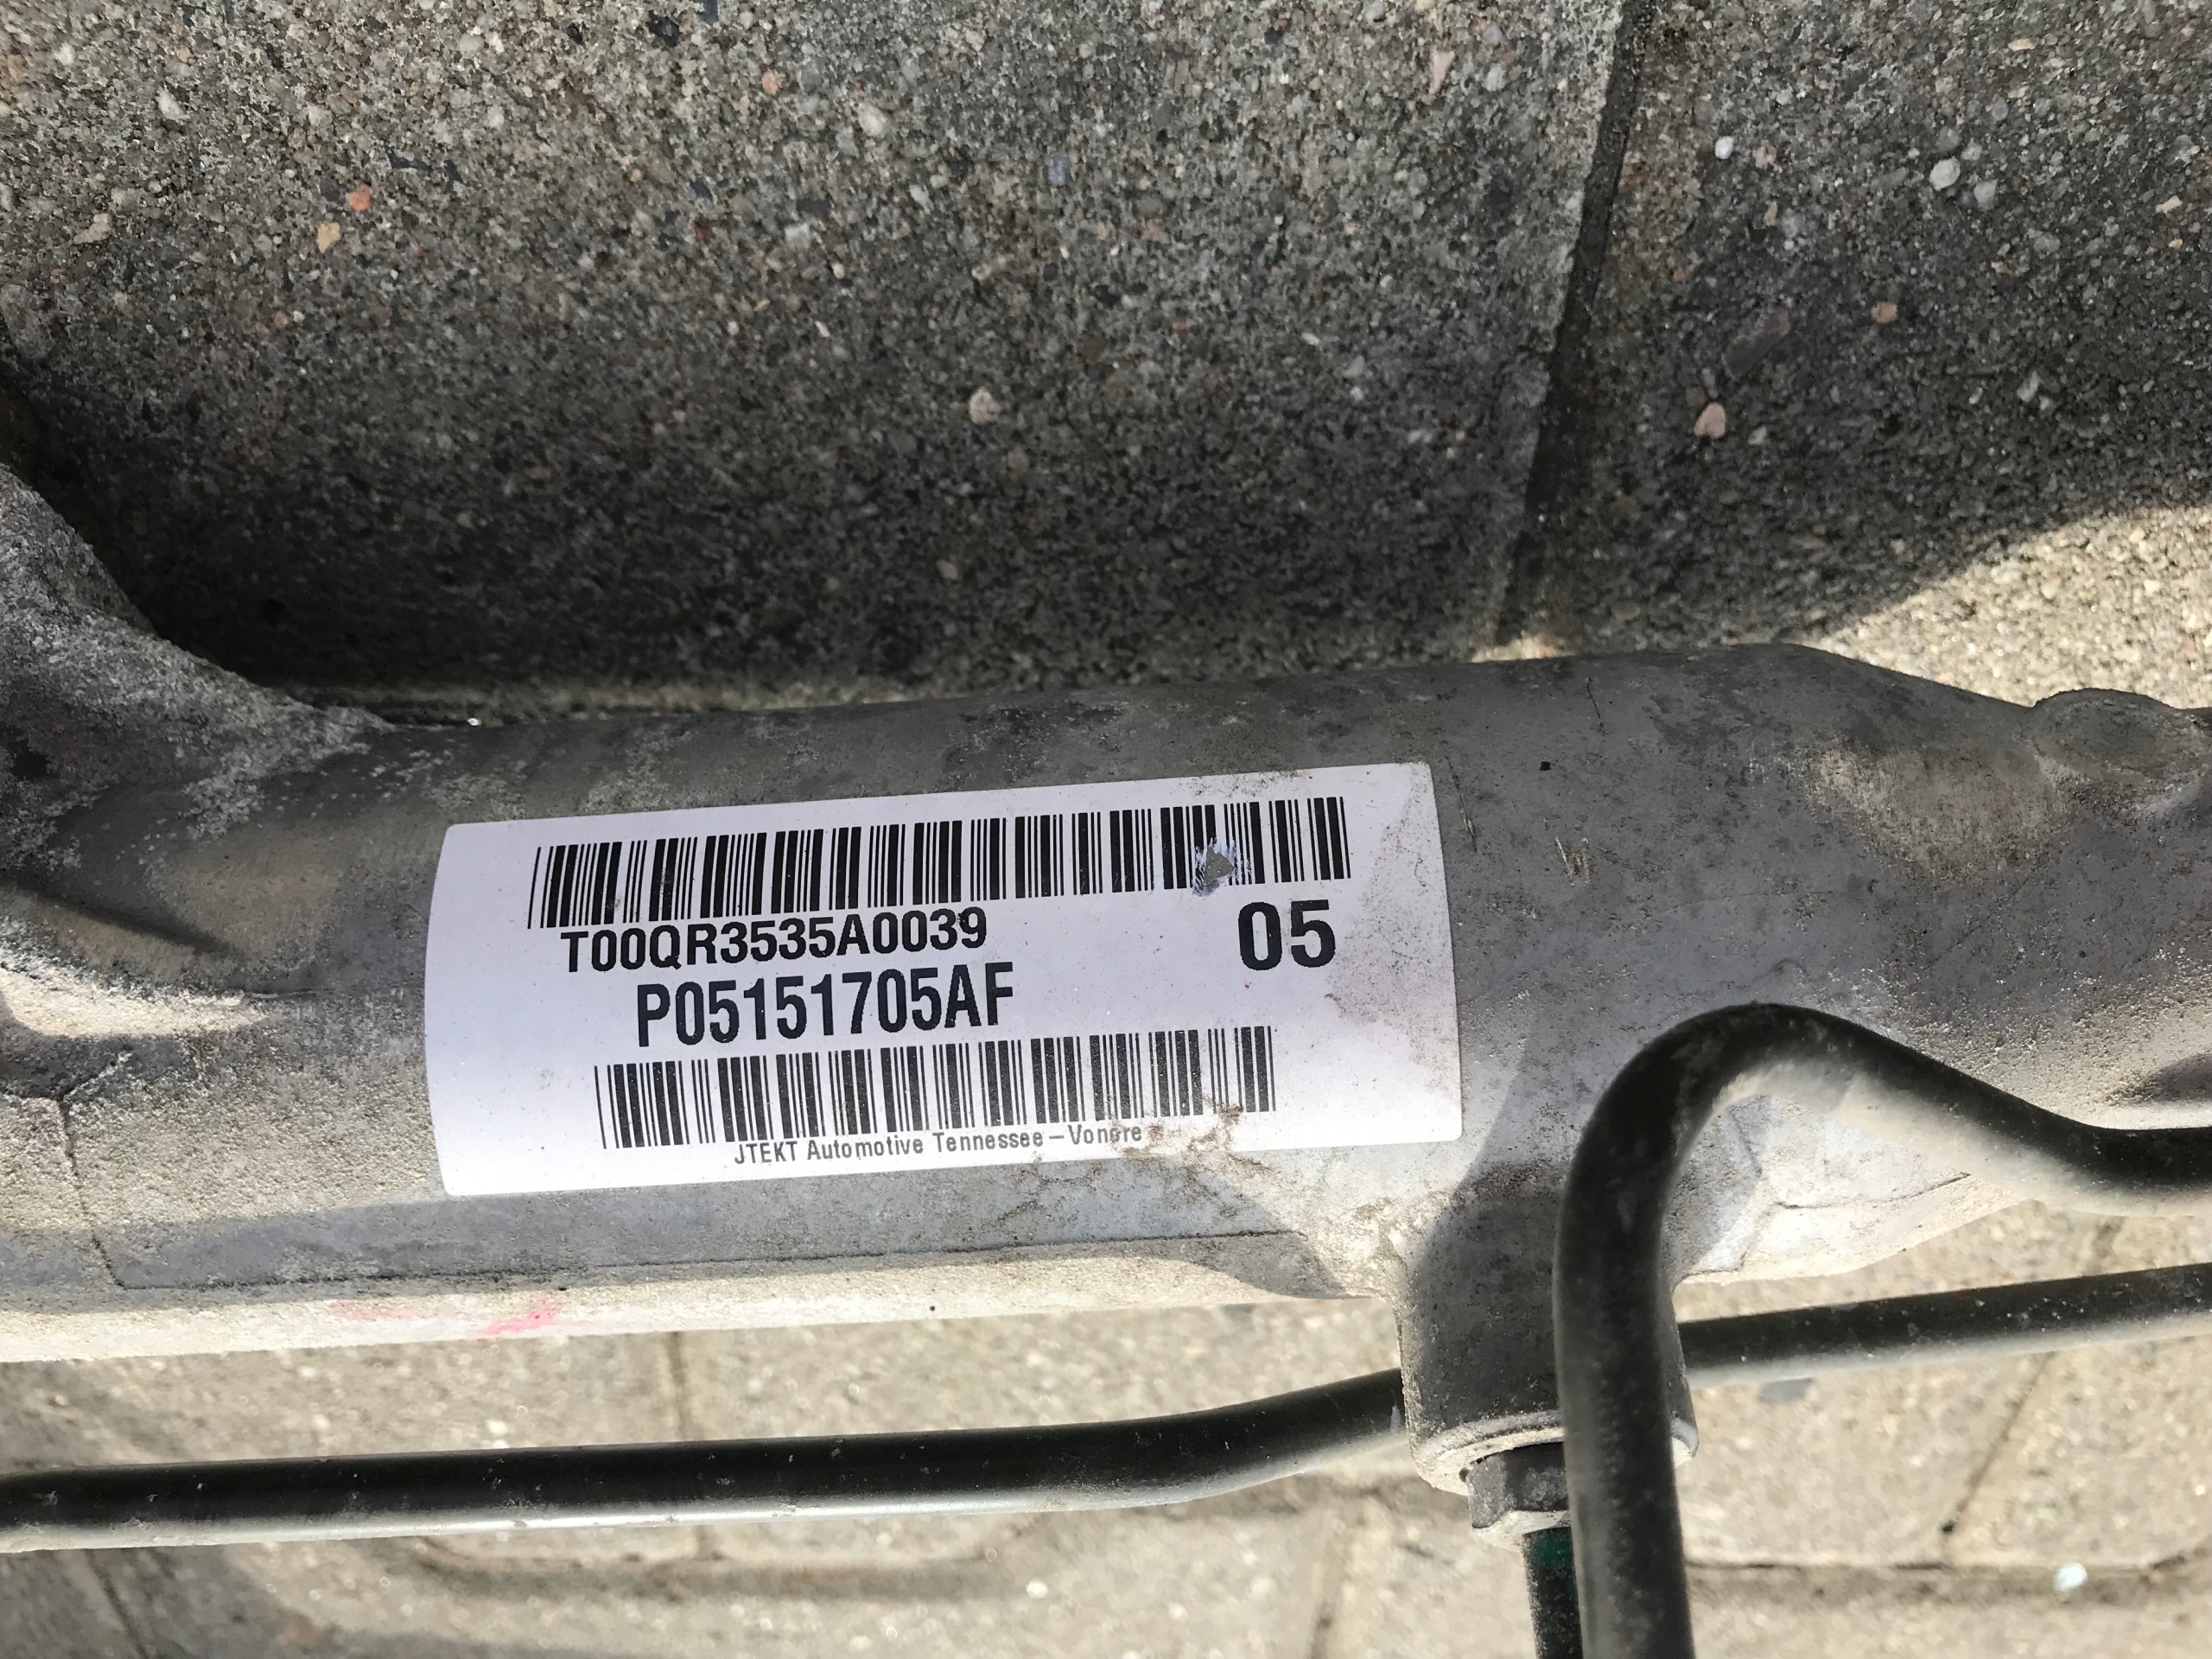 T00QR3535A0039
05
P05151705AF
JTEKT Automotive Tennessee – Vonore